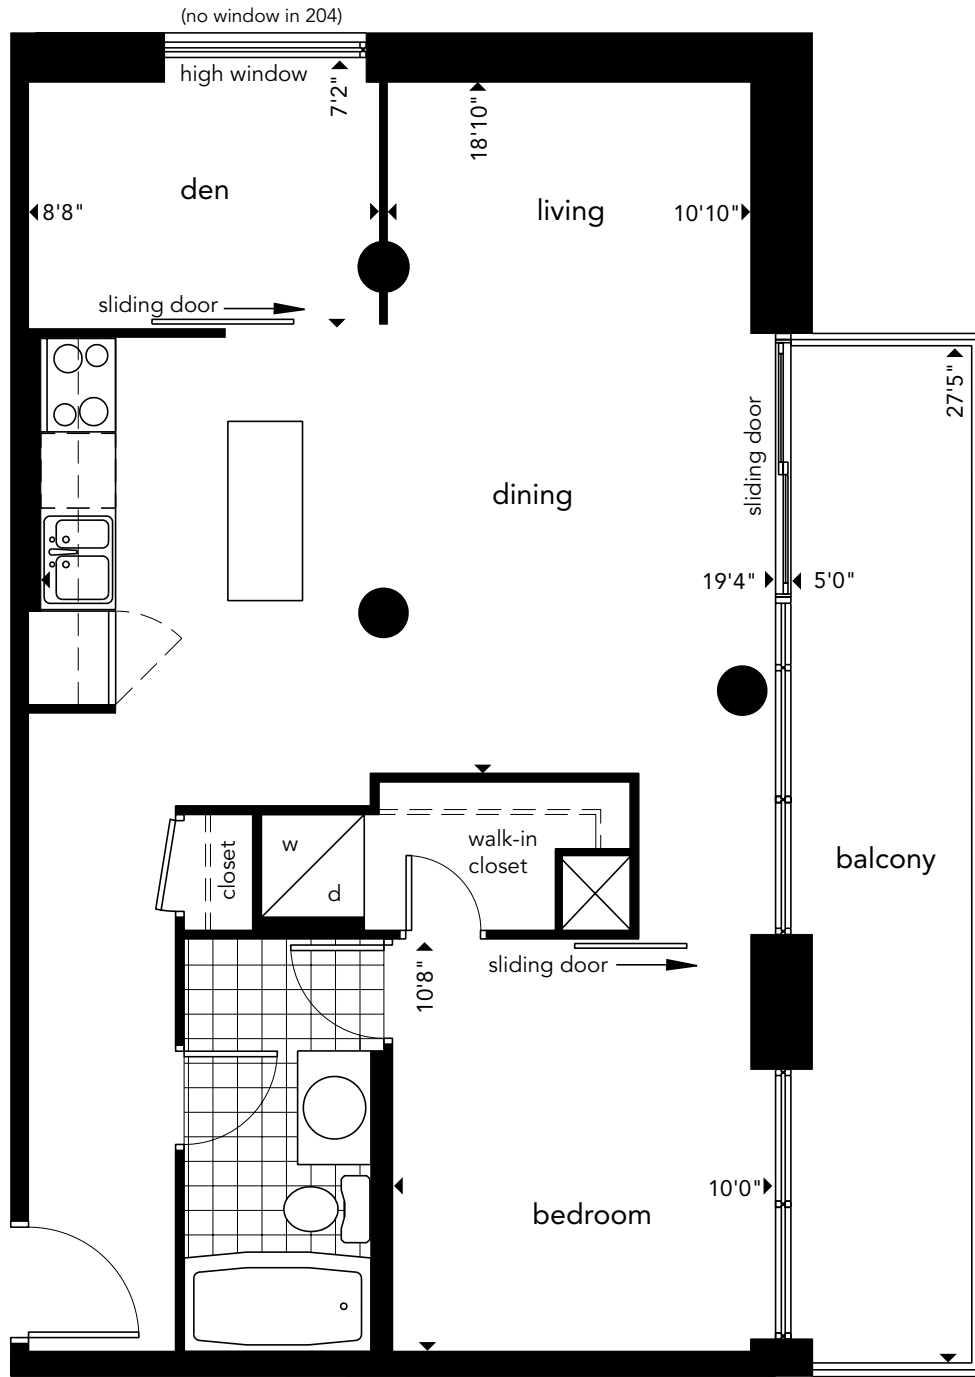 (no window in 204)
high window
7'2"
18'10"
den
8'8"
living
10'10"
sliding door
27'5"
sliding door
dining
19'4"
5'0"
w
d
closet
walk-in
closet
balcony
sliding door
10'8"
10'0"
bedroom